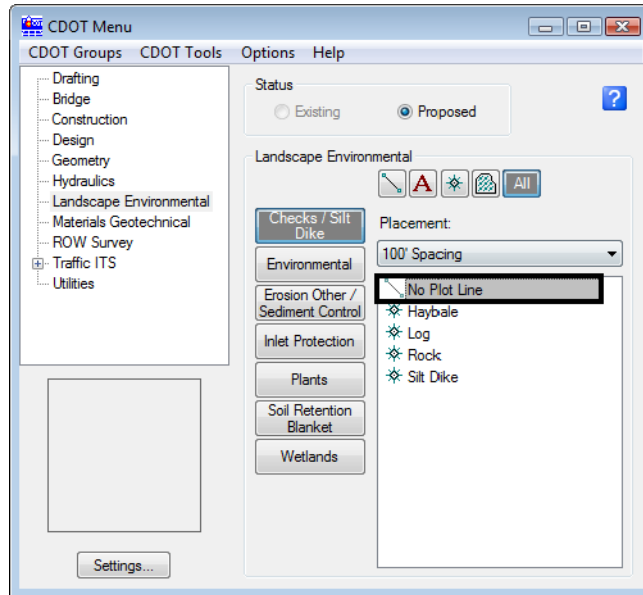 CDOT Menu
CDOT Groups CDOT Tools Options Help
Drafting
Bridge
Construction
Design
Geometry
Hydraulics
Landscape Environmental
Materials Geotechnical
ROW Survey
Traffic ITS
Utilities
Settings...
Status
Existing Proposed
?
Landscape Environmental
A All
Checks / Silt
Dike
Environmental
Erosion Other /
Sediment Control
Inlet Protection
Plants
Soil Retention
Blanket
Wetlands
Placement:
100' Spacing
No Plot Line
Haybale
Log
Rock
Silt Dike